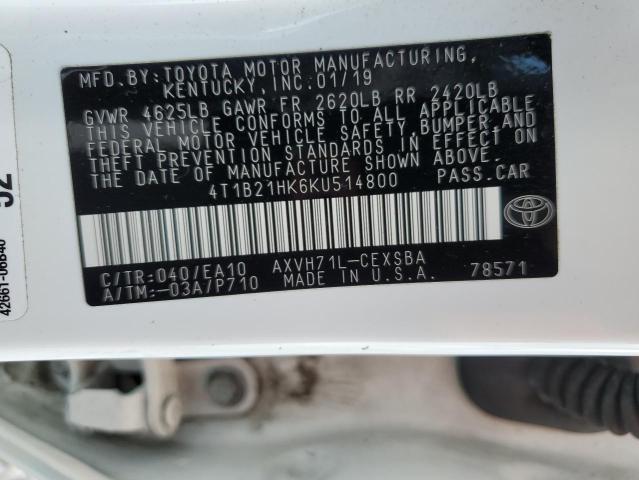 MFD.BY:TOYOTA MOTOR MANUFACTURING,
KENTUCKY, INC.01/19
GVWR 4625LB GAWR FR 2620LB RR 2420LB
THIS VEHICLE CONFORMS TO ALL APPLICABLE
FEDERAL MOTOR VEHICLE SAFETY, BUMPER, AND
THEFT PREVENTION STANDARDS IN EFFECT ON
THE DATE OF MANUFACTURE SHOWN ABOVE.
4T1B21HK6KU514800 PASS.CAR
C/TR:040/EA10 AXVH71L-CEXSBA
A/TM:-03A/P710 MADE IN U.S.A. 78571
52